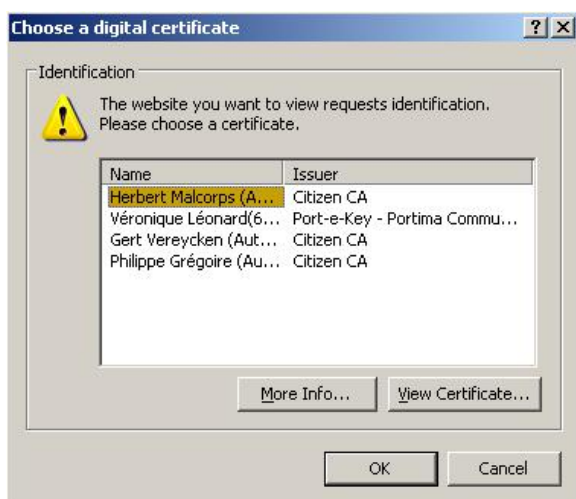 Choose a digital certificate
Identification
The website you want to view requests identification.
Please choose a certificate.
Name Issuer
Herbert Malcorps (A... Citizen CA
Véronique Léonard(6... Port-e-Key - Portima Commu...
Gert Vereycken (Aut... Citizen CA
Philippe Grégoire (Au... Citizen CA
More Info... View Certificate...
OK Cancel